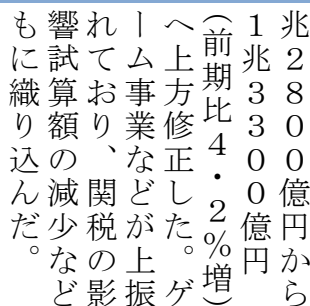 兆２８００億円から
１兆３３００億円
（前期比４・２％増）
へ上方修正した。ゲ
ーム事業などが上振
れており、関税の影
響試算額の減少など
もに織り込んだ。